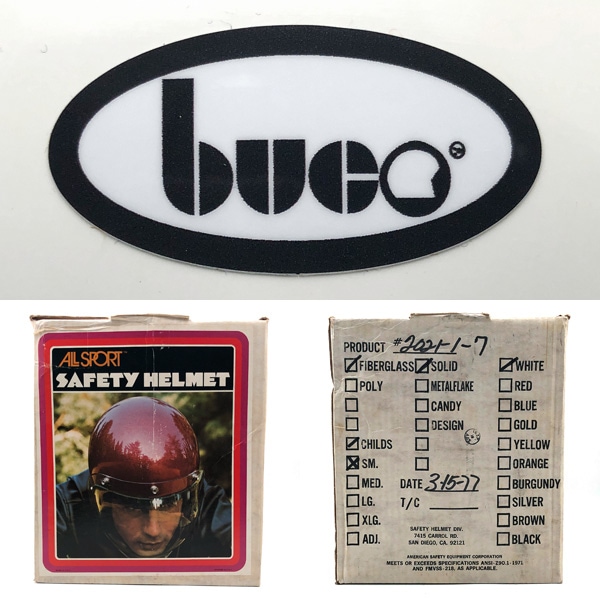 buco®
ALL SPORT
SAFETY HELMET
PRODUCT #2021-1-7
FIBERGLASS SOLID WHITE
POLY METALFLAKE RED
CANDY BLUE
DESIGN GOLD
CHILDS YELLOW
SM. ORANGE
MED. DATE 3-15-77 BURGUNDY
LG. T/C SILVER
XLG. BROWN
ADJ. BLACK
SAFETY HELMET DIV.
7415 CARROL RD.
SAN DIEGO, CA. 92121
AMERICAN SAFETY EQUIPMENT CORPORATION
MEETS OR EXCEEDS SPECIFICATIONS ANSI-Z90.1-1971
AND FMVSS-218, AS APPLICABLE.